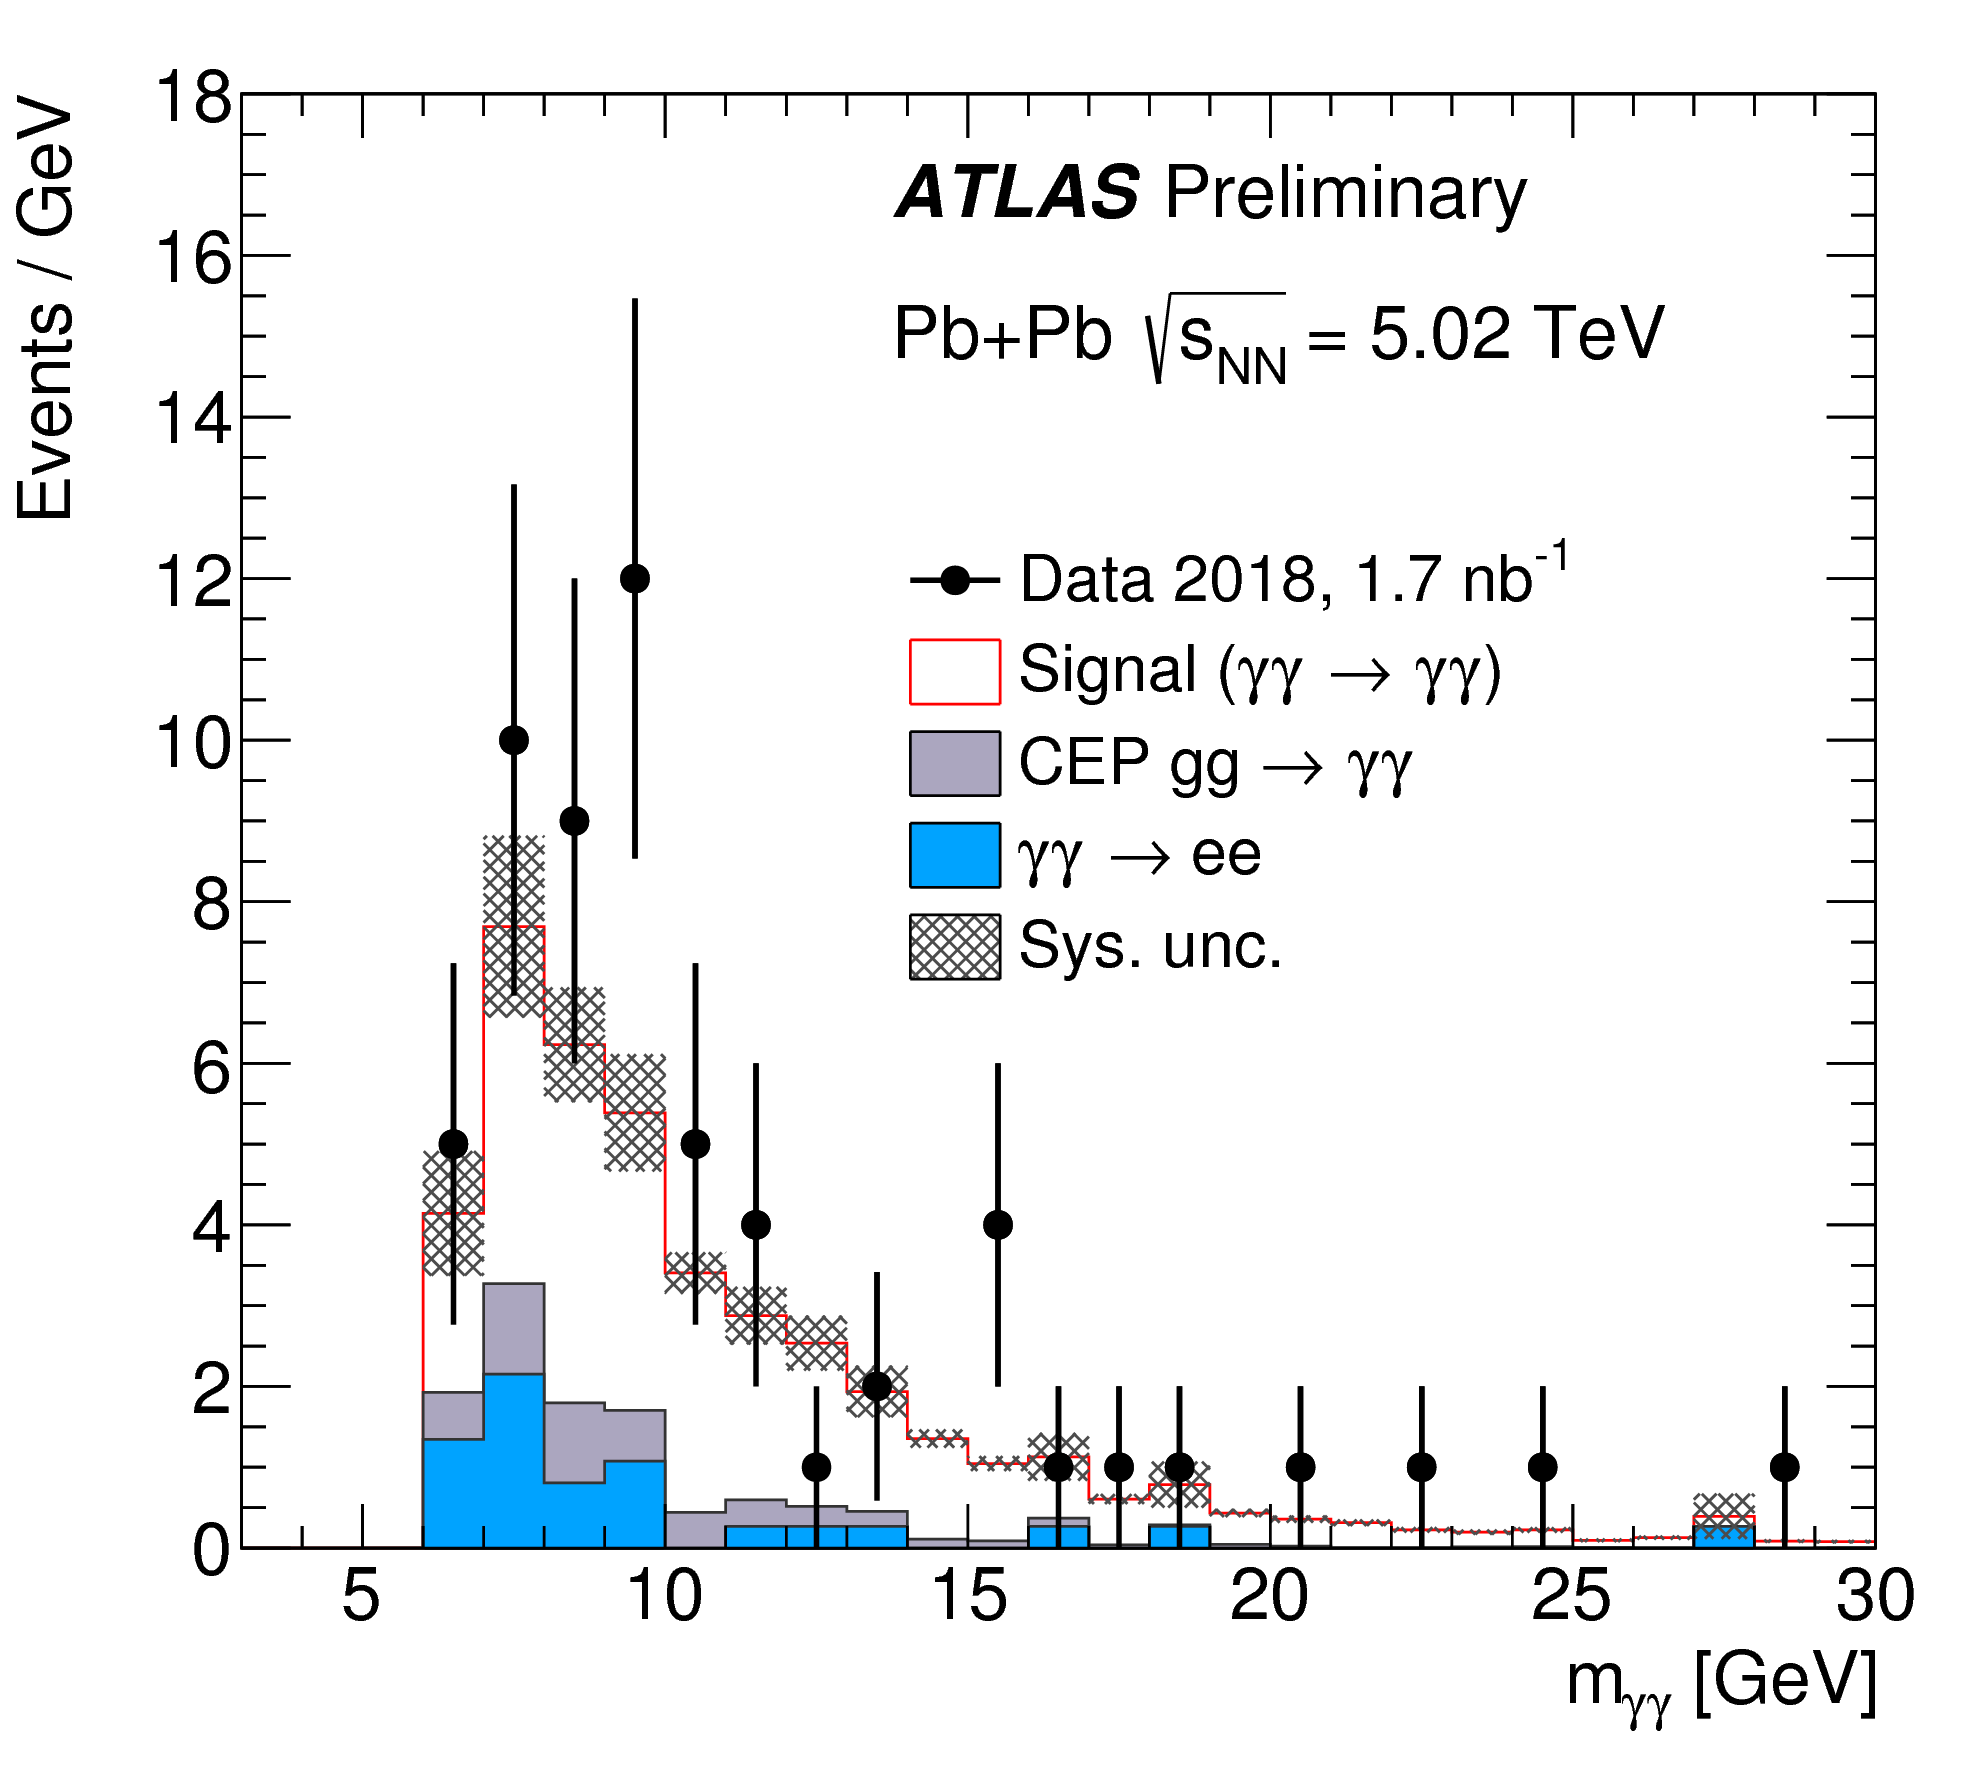 Events / GeV
18
16
14
12
10
8
6
4
2
0
ATLAS Preliminary
Pb+Pb √sNN = 5.02 TeV
Data 2018, 1.7 nb-1
Signal (γγ → γγ)
CEP gg → γγ
γγ → ee
Sys. unc.
5 10 15 20 25 30
mγγ [GeV]